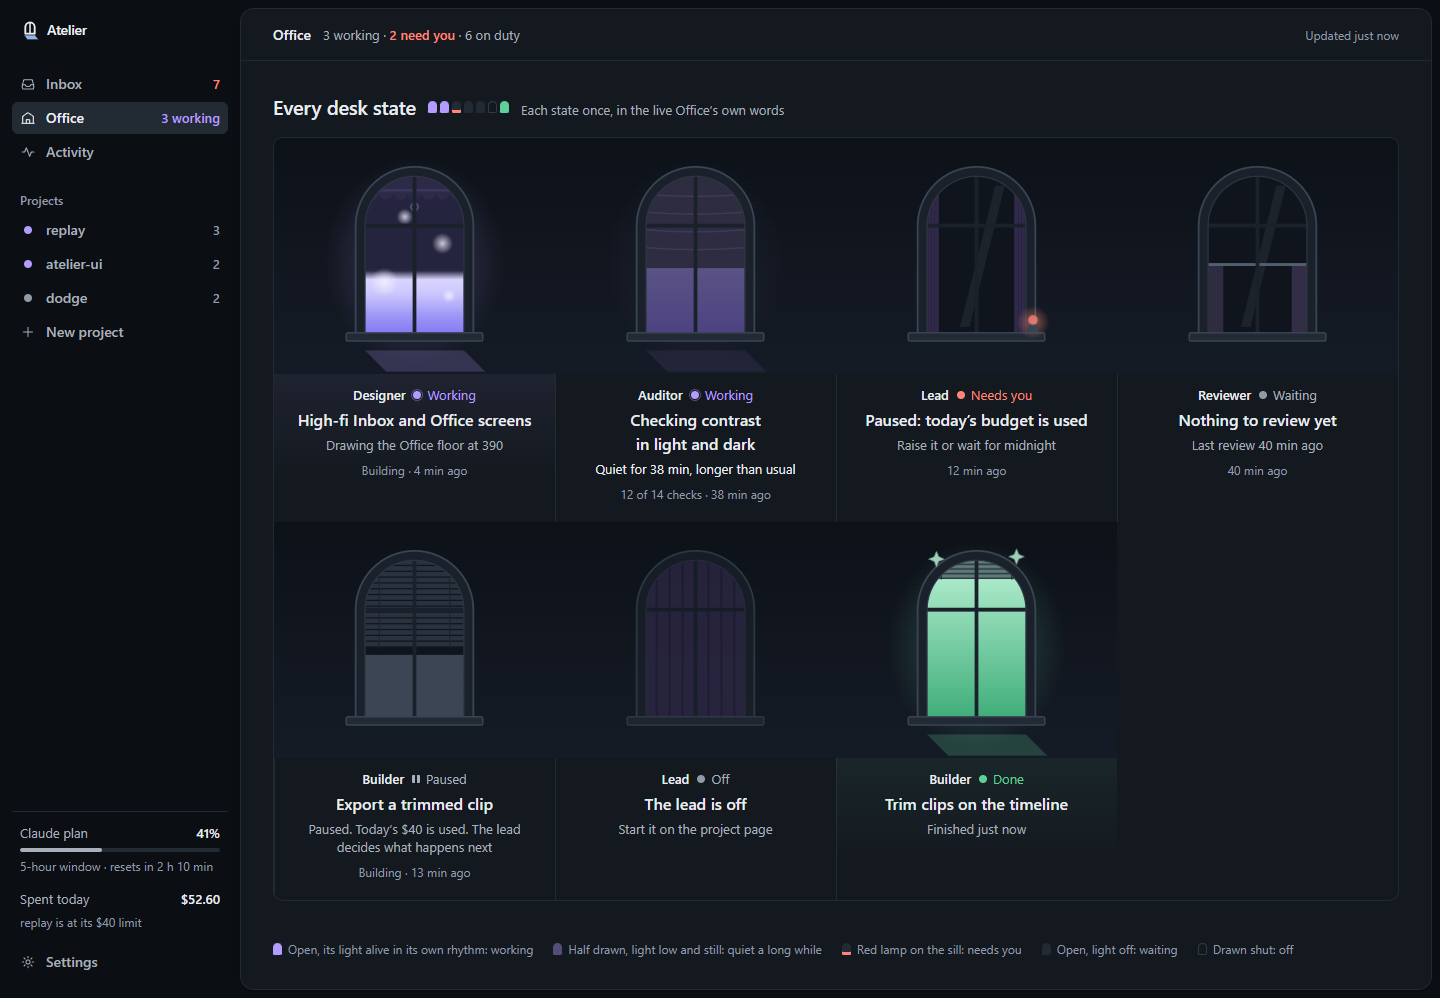 Atelier
Inbox 7
Office 3 working
Activity
Projects
replay 3
atelier-ui 2
dodge 2
New project
Claude plan 41%
5-hour window · resets in 2 h 10 min
Spent today $52.60
replay is at its $40 limit
Settings
Office 3 working · 2 need you · 6 on duty
Updated just now
Every desk state Each state once, in the live Office's own words
Designer Working
High-fi Inbox and Office screens
Drawing the Office floor at 390
Building · 4 min ago
Auditor Working
Checking contrast
in light and dark
Quiet for 38 min, longer than usual
12 of 14 checks · 38 min ago
Lead Needs you
Paused: today's budget is used
Raise it or wait for midnight
12 min ago
Reviewer Waiting
Nothing to review yet
Last review 40 min ago
40 min ago
Builder Paused
Export a trimmed clip
Paused. Today's $40 is used. The lead
decides what happens next
Building · 13 min ago
Lead Off
The lead is off
Start it on the project page
Builder Done
Trim clips on the timeline
Finished just now
Open, its light alive in its own rhythm: working
Half drawn, light low and still: quiet a long while
Red lamp on the sill: needs you
Open, light off: waiting
Drawn shut: off